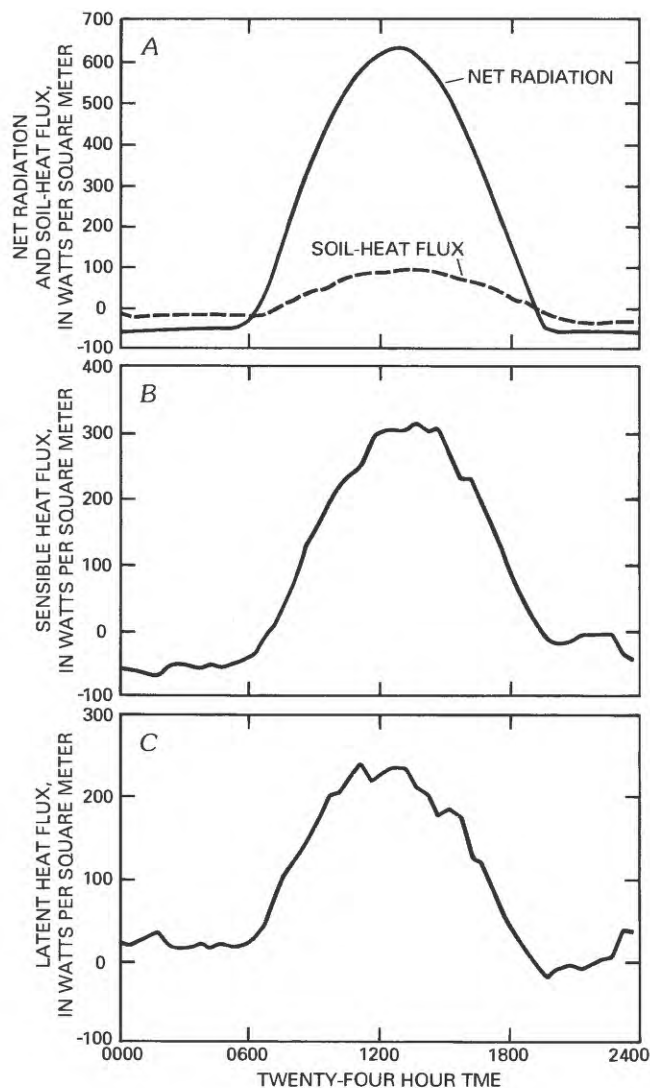 A
NET RADIATION
AND SOIL-HEAT FLUX,
IN WATTS PER SQUARE METER
700
600
500
400
300
200
100
0
-100
NET RADIATION
SOIL-HEAT FLUX
B
SENSIBLE HEAT FLUX,
IN WATTS PER SQUARE METER
400
300
200
100
0
-100
C
LATENT HEAT FLUX,
IN WATTS PER SQUARE METER
300
200
100
0
-100
0000 0600 1200 1800 2400
TWENTY-FOUR HOUR TME